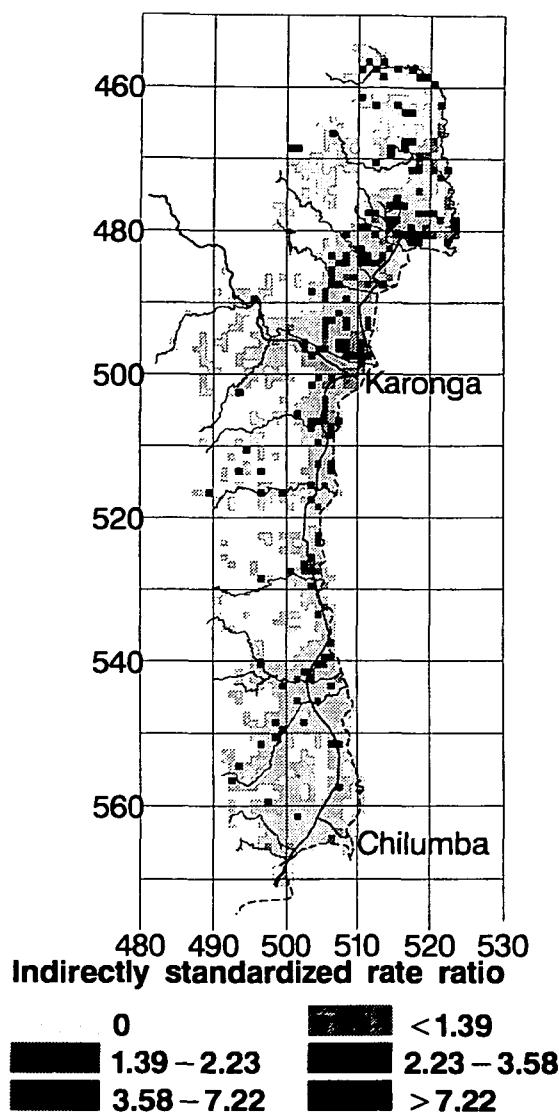 460
480
Karonga
500
520
540
Chilumba
560
480 490 500 510 520 530
Indirectly standardized rate ratio
0 <1.39
1.39 – 2.23 2.23 – 3.58
3.58 – 7.22 >7.22